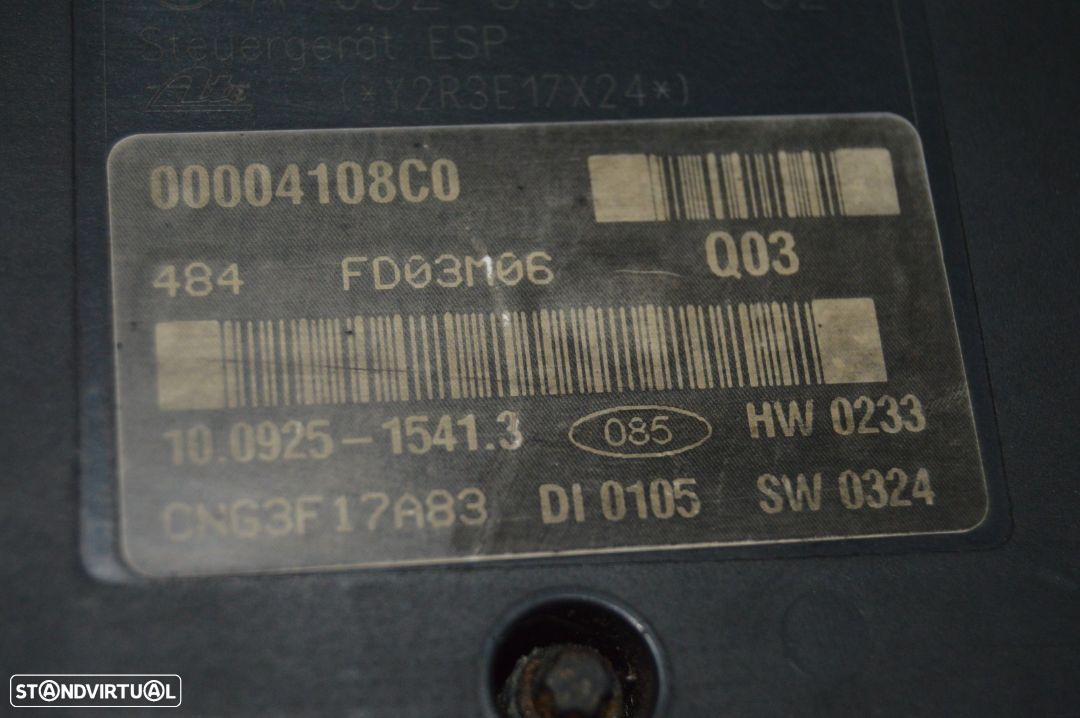 Steuergerät ESP
(*Y2R3E17X24*)
00004108C0
Q03
484 FD03M06
10.0925-1541.3 085 HW 0233
CNG3F17A83 DI 0105 SW 0324
STANDVIRTUAL